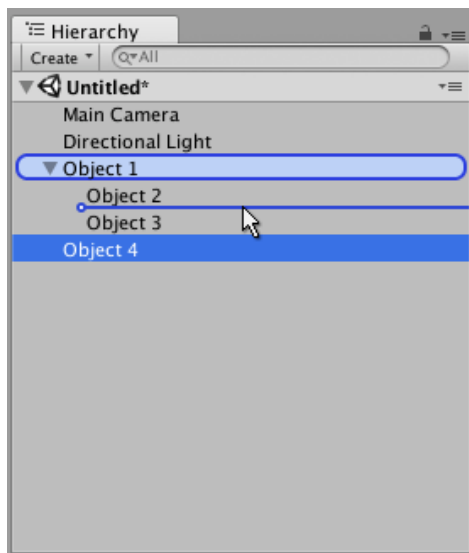 Hierarchy
Create All
Untitled*
Main Camera
Directional Light
Object 1
Object 2
Object 3
Object 4